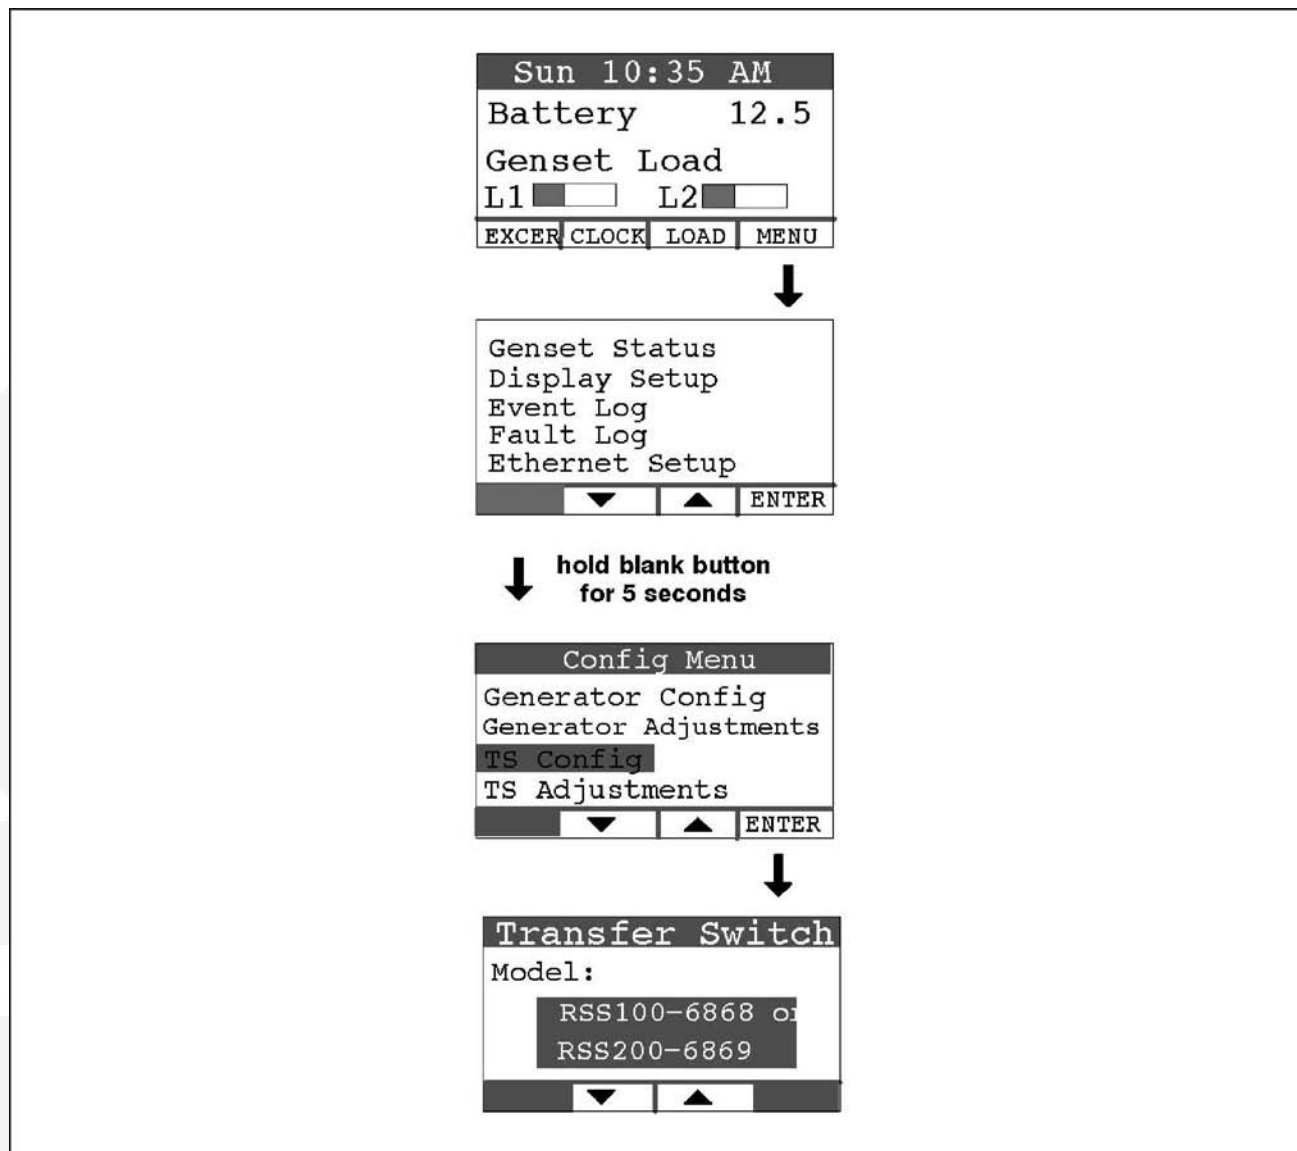 Sun 10:35 AM
Battery 12.5
Genset Load
L1 L2
EXCER CLOCK LOAD MENU
Genset Status
Display Setup
Event Log
Fault Log
Ethernet Setup
ENTER
hold blank button
for 5 seconds
Config Menu
Generator Config
Generator Adjustments
TS Config
TS Adjustments
ENTER
Transfer Switch
Model:
RSS100-6868 or
RSS200-6869